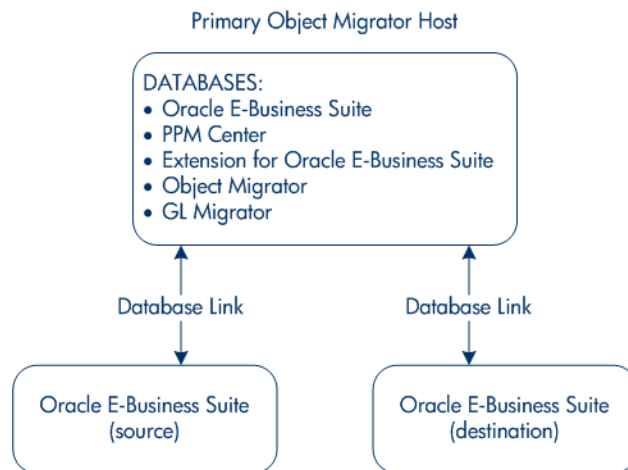 Primary Object Migrator Host
DATABASES:
• Oracle E-Business Suite
• PPM Center
• Extension for Oracle E-Business Suite
• Object Migrator
• GL Migrator
Database Link
Database Link
Oracle E-Business Suite
(source)
Oracle E-Business Suite
(destination)